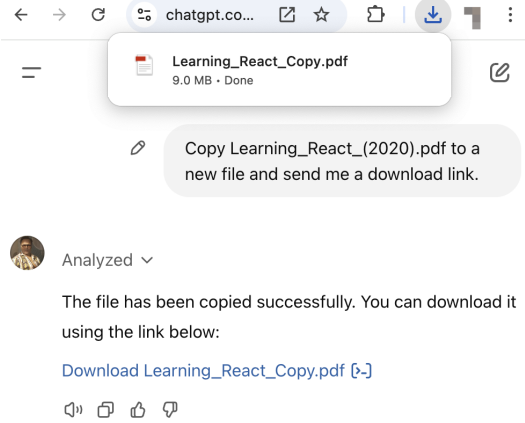 chatgpt.co...
Learning_React_Copy.pdf
9.0 MB • Done
Copy Learning_React_(2020).pdf to a
new file and send me a download link.
Analyzed
The file has been copied successfully. You can download it
using the link below:
Download Learning_React_Copy.pdf [>-]